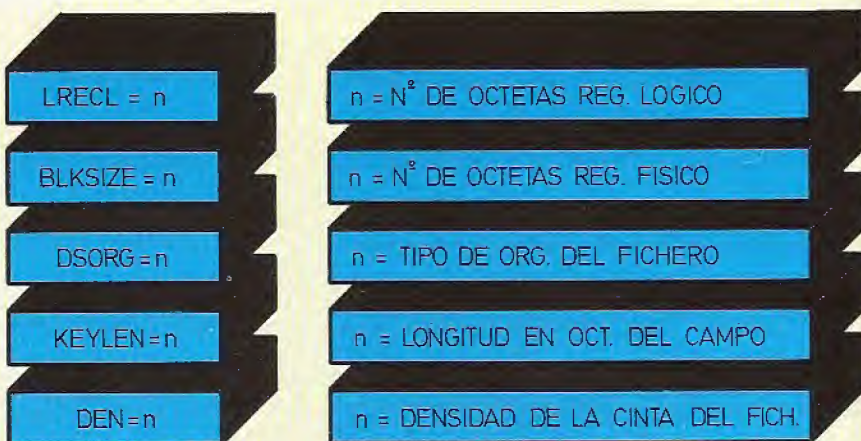 LRECL = n
n = Nº DE OCTETAS REG. LOGICO
BLKSIZE = n
n = Nº DE OCTETAS REG. FISICO
DSORG = n
n = TIPO DE ORG. DEL FICHERO
KEYLEN = n
n = LONGITUD EN OCT. DEL CAMPO
DEN = n
n = DENSIDAD DE LA CINTA DEL FICH.